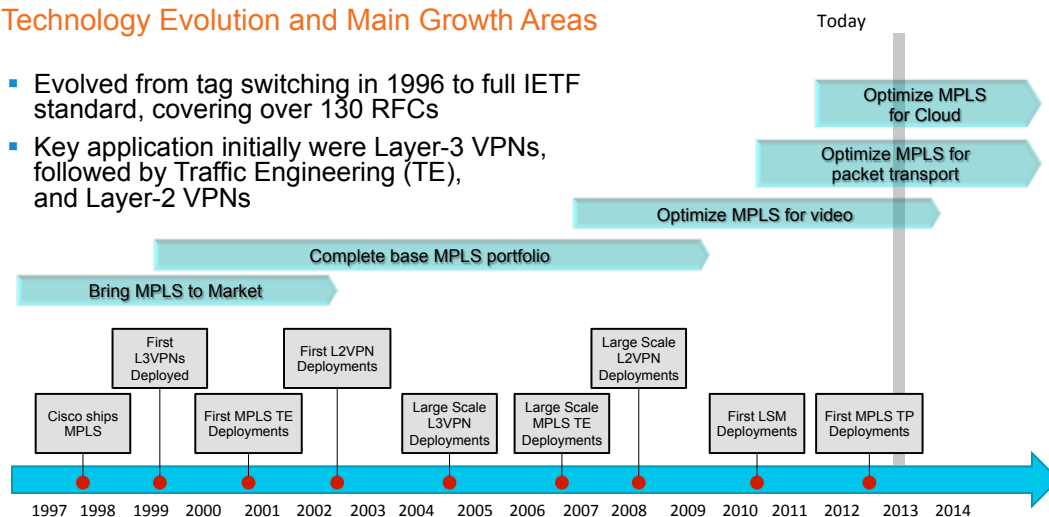 Technology Evolution and Main Growth Areas
Today
▪ Evolved from tag switching in 1996 to full IETF
standard, covering over 130 RFCs
▪ Key application initially were Layer-3 VPNs,
followed by Traffic Engineering (TE),
and Layer-2 VPNs
Optimize MPLS
for Cloud
Optimize MPLS for
packet transport
Optimize MPLS for video
Complete base MPLS portfolio
Bring MPLS to Market
First
L3VPNs
Deployed
First L2VPN
Deployments
Large Scale
L2VPN
Deployments
Cisco ships
MPLS
First MPLS TE
Deployments
Large Scale
L3VPN
Deployments
Large Scale
MPLS TE
Deployments
First LSM
Deployments
First MPLS TP
Deployments
1997 1998 1999 2000 2001 2002 2003 2004 2005 2006 2007 2008 2009 2010 2011 2012 2013 2014